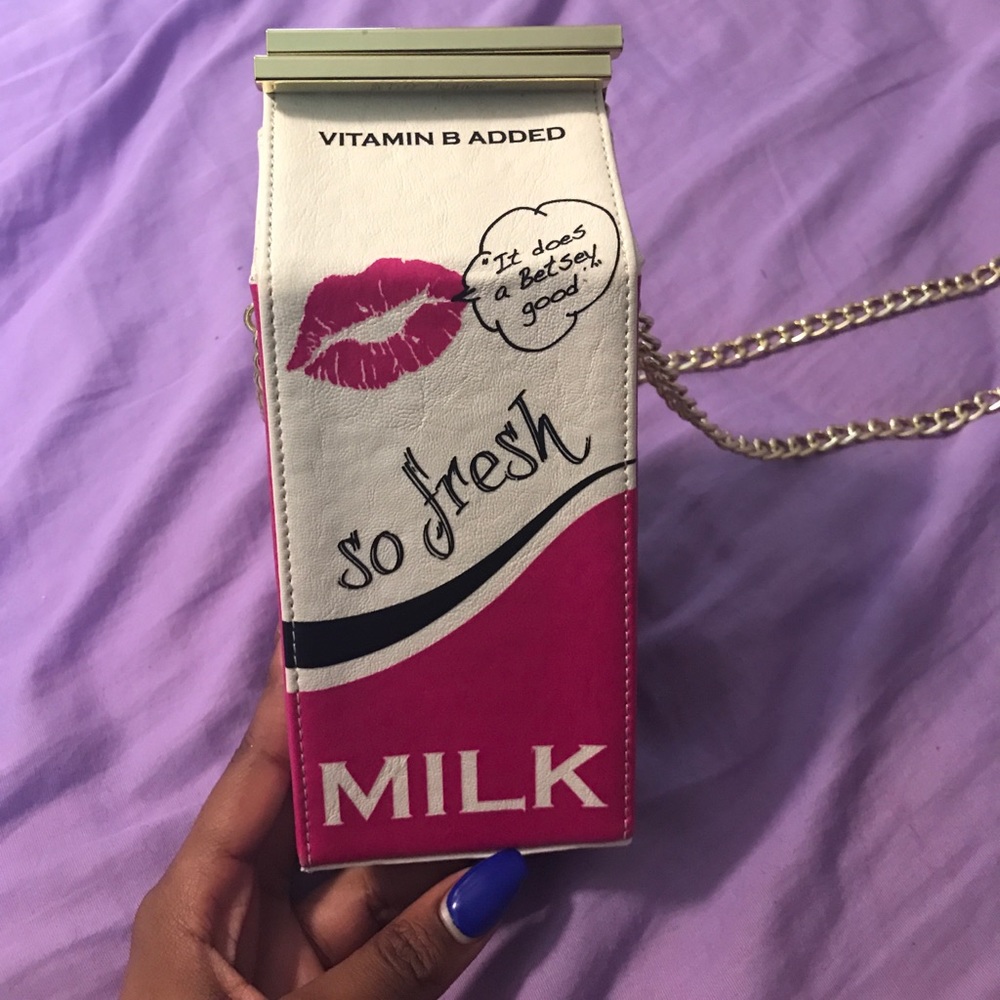 VITAMIN B ADDED
"It does
a Betsey
good."
so fresh
MILK